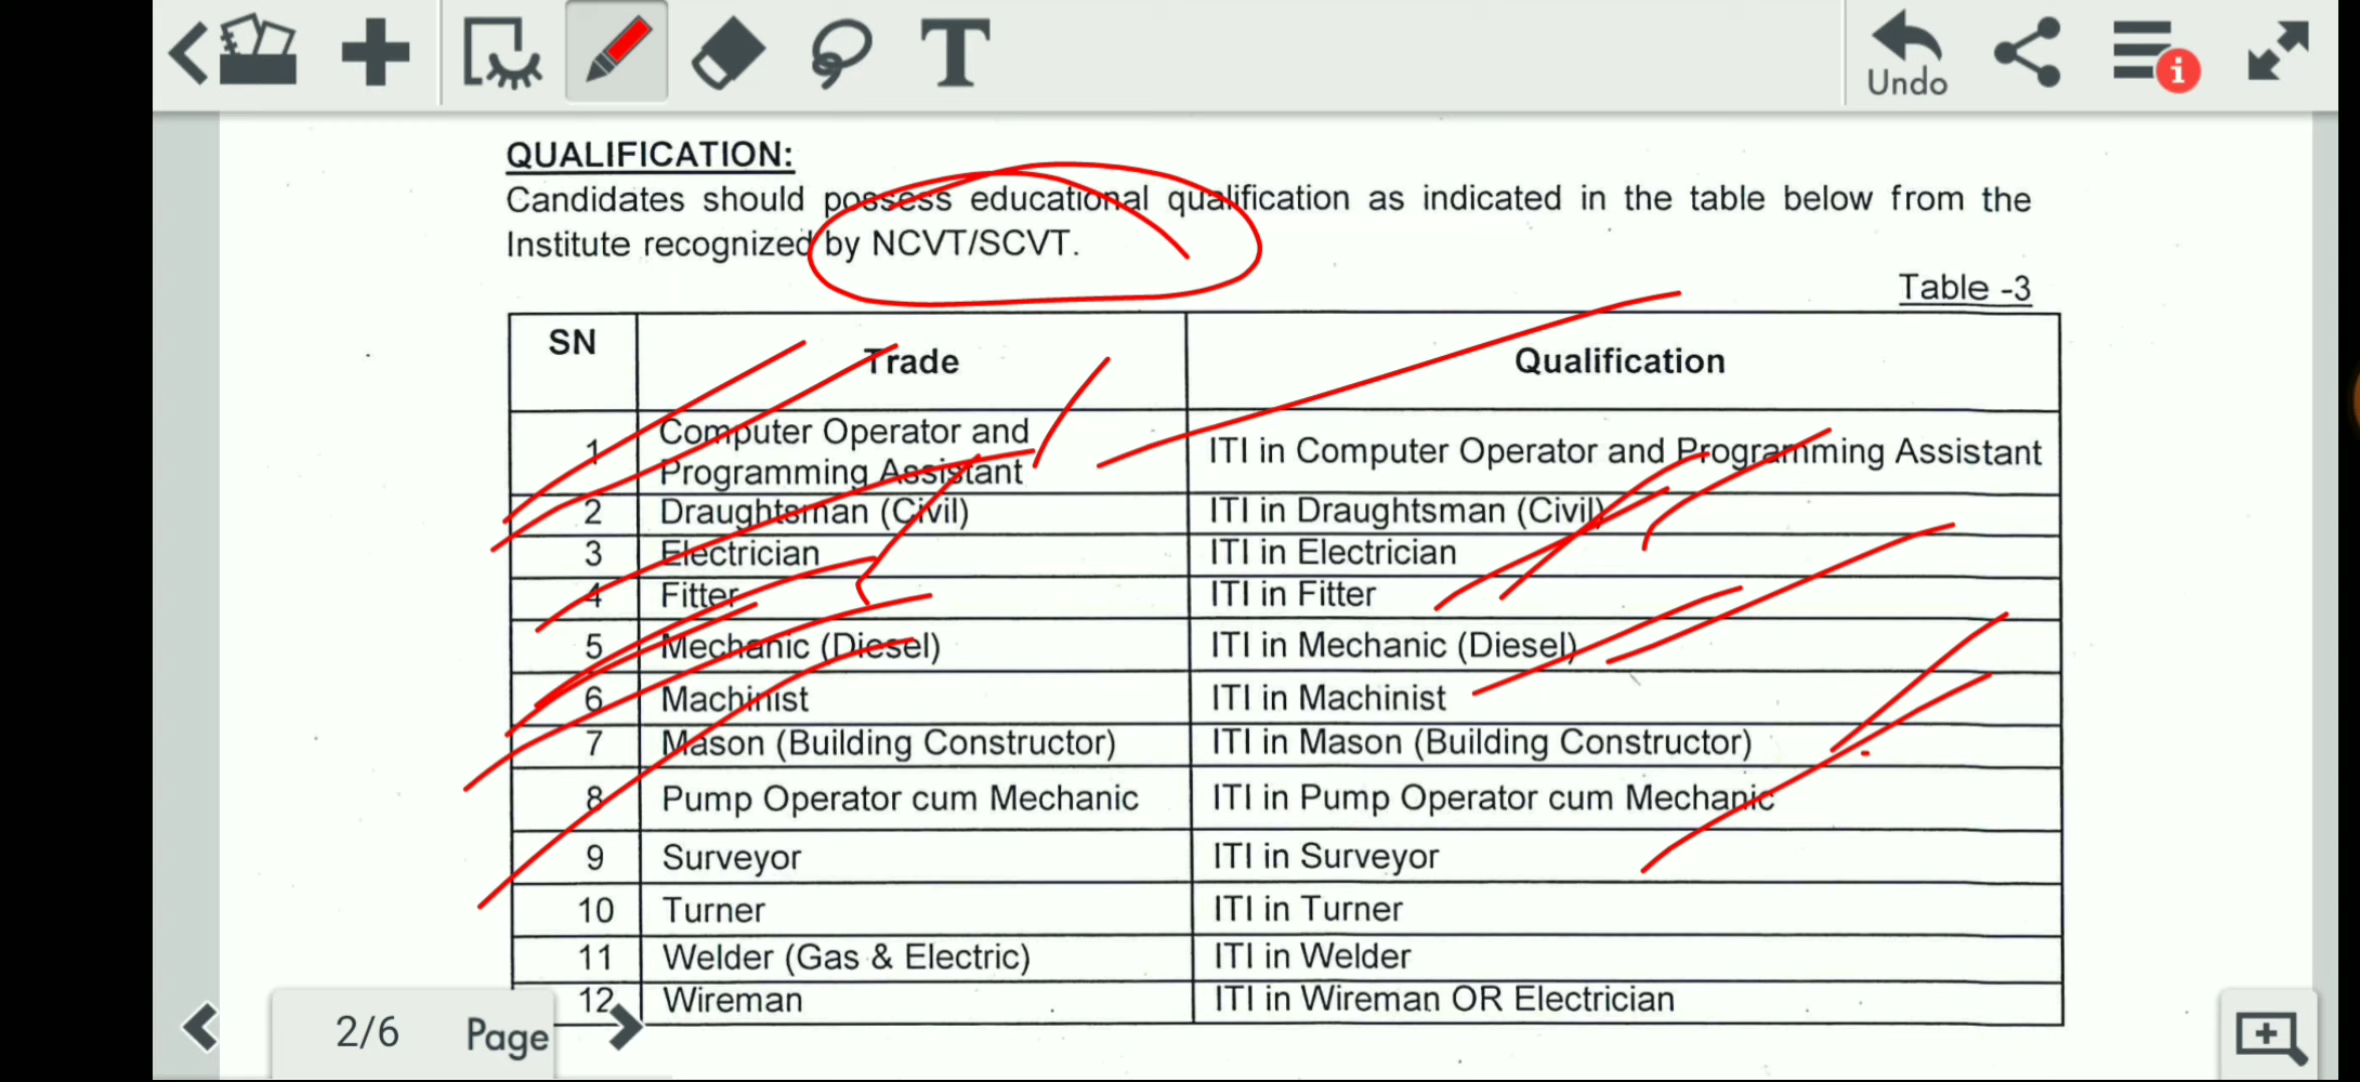 Undo
i
QUALIFICATION:
Candidates should possess educational qualification as indicated in the table below from the
Institute recognized by NCVT/SCVT.
Table -3
SN Trade Qualification
1 Computer Operator and Programming Assistant ITI in Computer Operator and Programming Assistant
2 Draughtsman (Civil) ITI in Draughtsman (Civil)
3 Electrician ITI in Electrician
4 Fitter ITI in Fitter
5 Mechanic (Diesel) ITI in Mechanic (Diesel)
6 Machinist ITI in Machinist
7 Mason (Building Constructor) ITI in Mason (Building Constructor)
8 Pump Operator cum Mechanic ITI in Pump Operator cum Mechanic
9 Surveyor ITI in Surveyor
10 Turner ITI in Turner
11 Welder (Gas & Electric) ITI in Welder
12 Wireman ITI in Wireman OR Electrician
2/6 Page